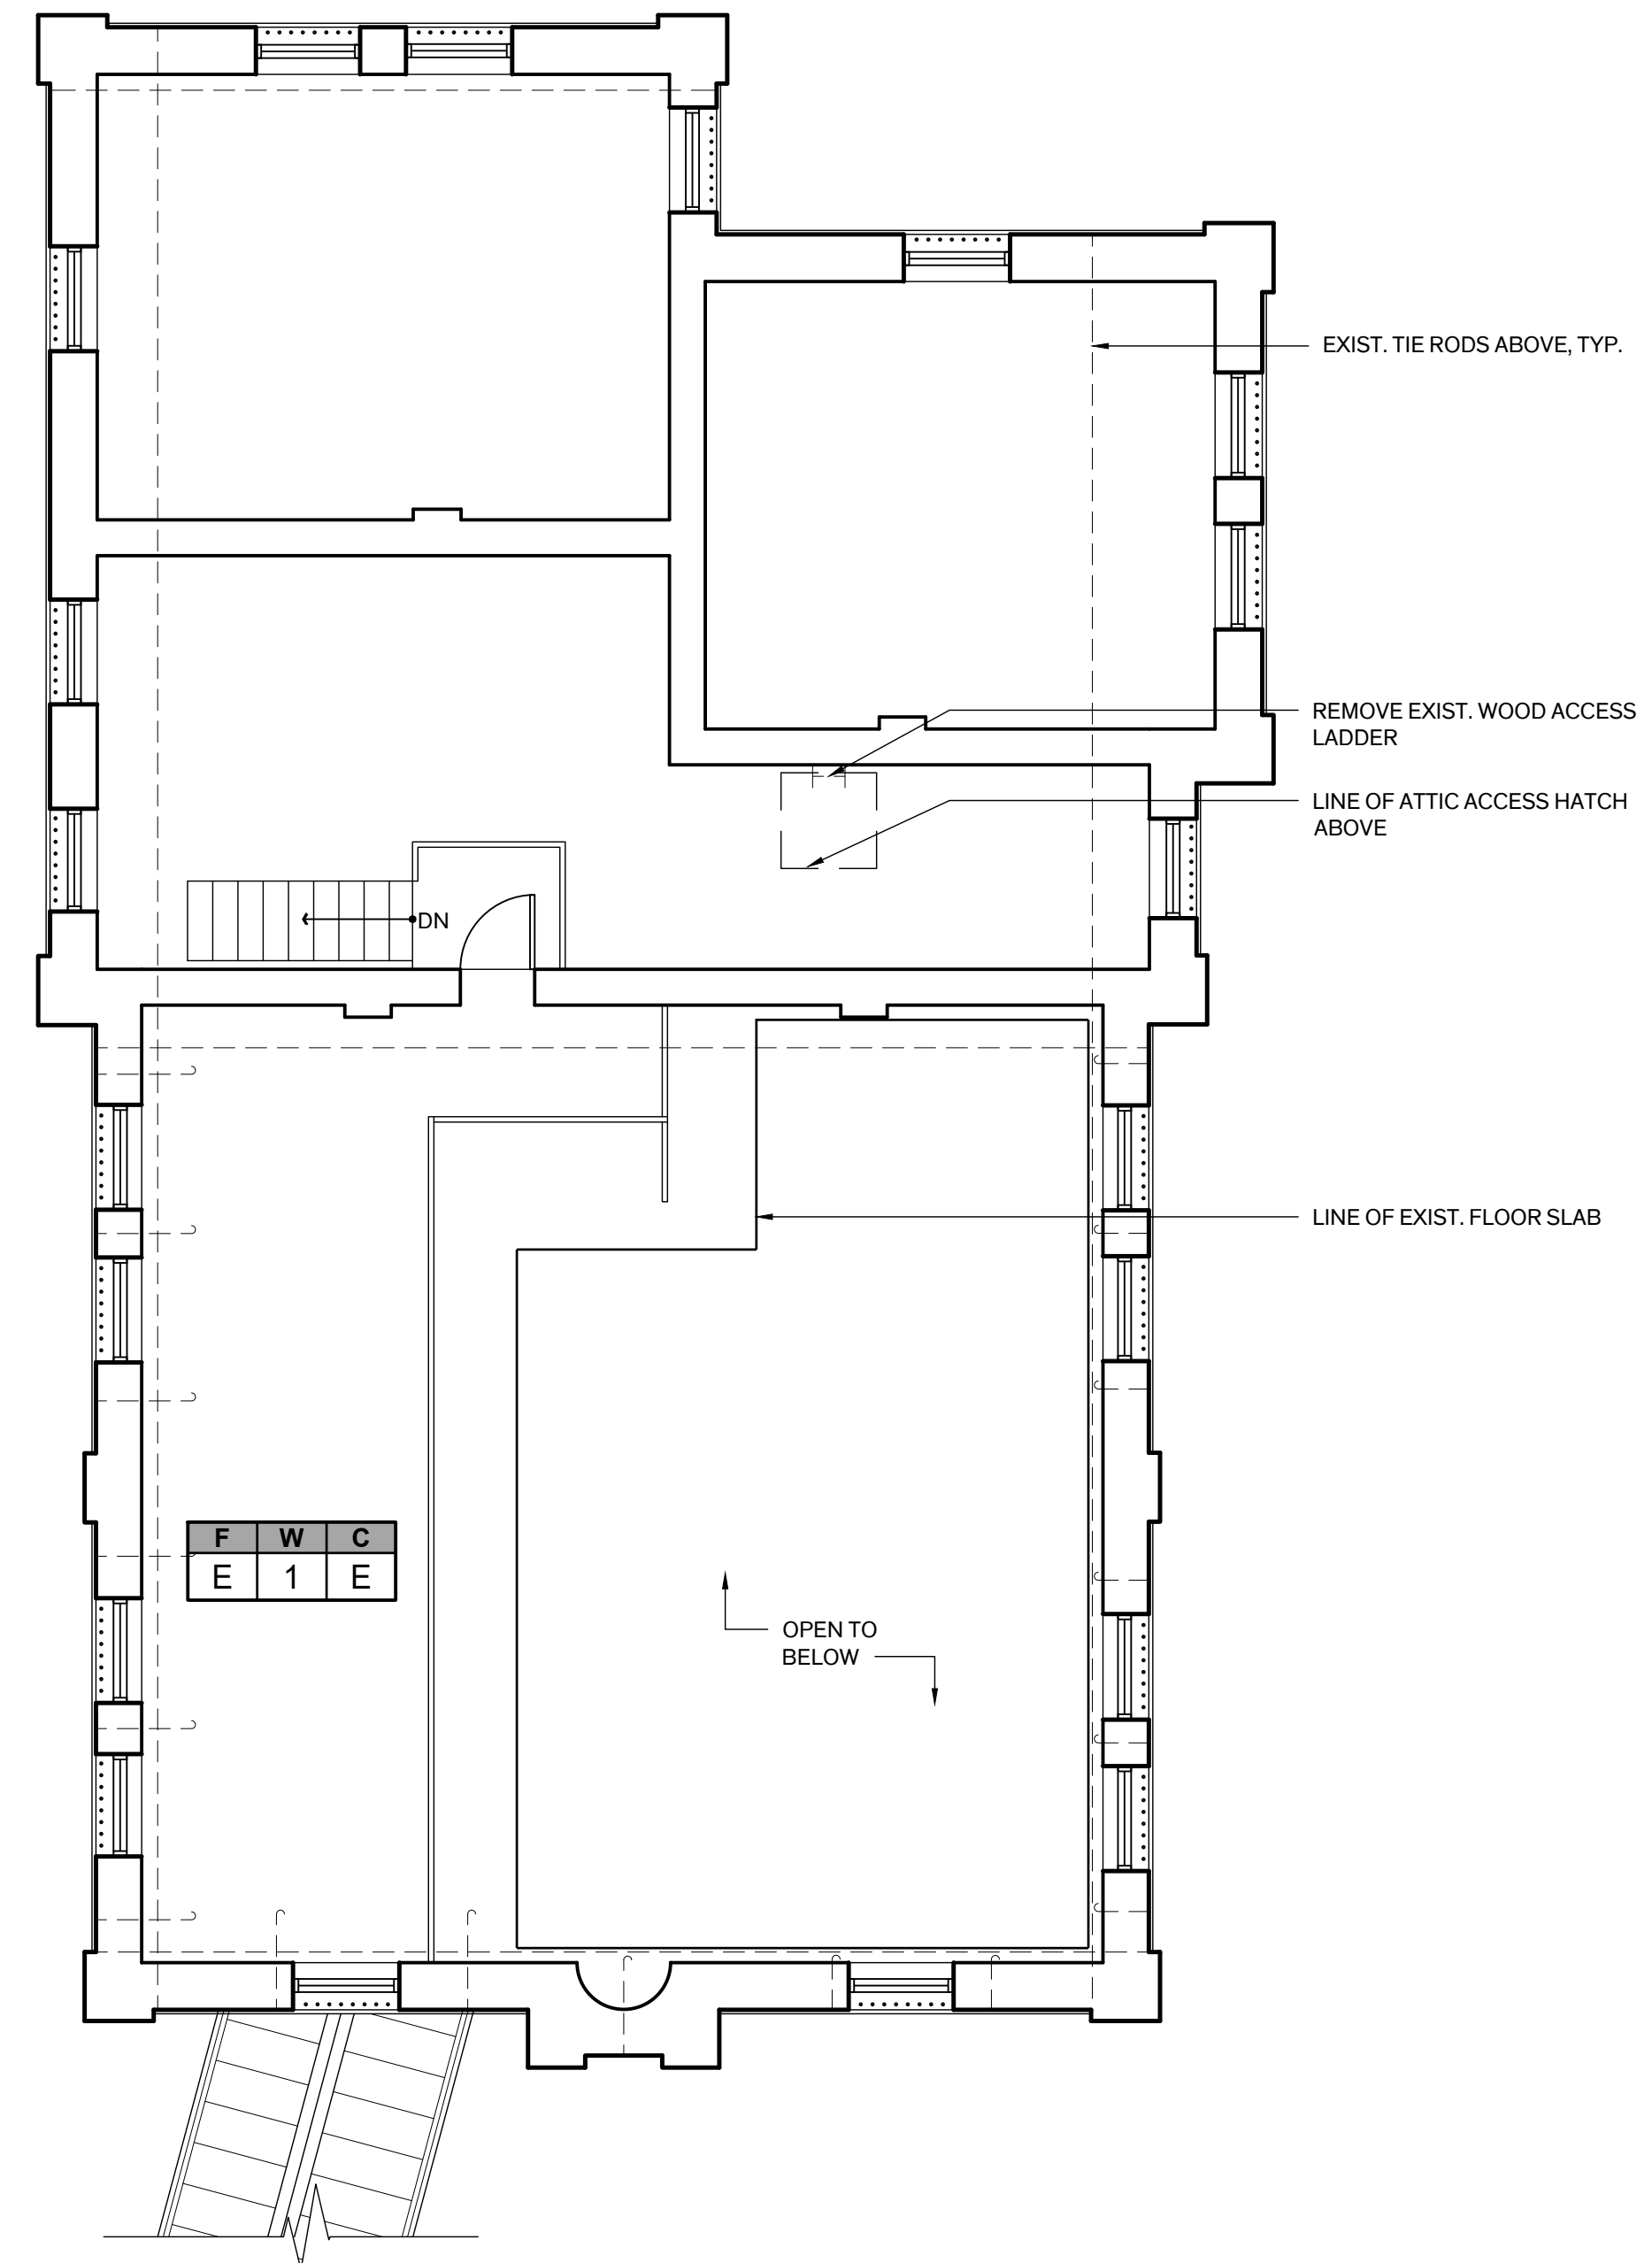 EXIST. TIE RODS ABOVE, TYP.
REMOVE EXIST. WOOD ACCESS
LADDER
LINE OF ATTIC ACCESS HATCH
ABOVE
DN
LINE OF EXIST. FLOOR SLAB
F W C
E 1 E
OPEN TO
BELOW